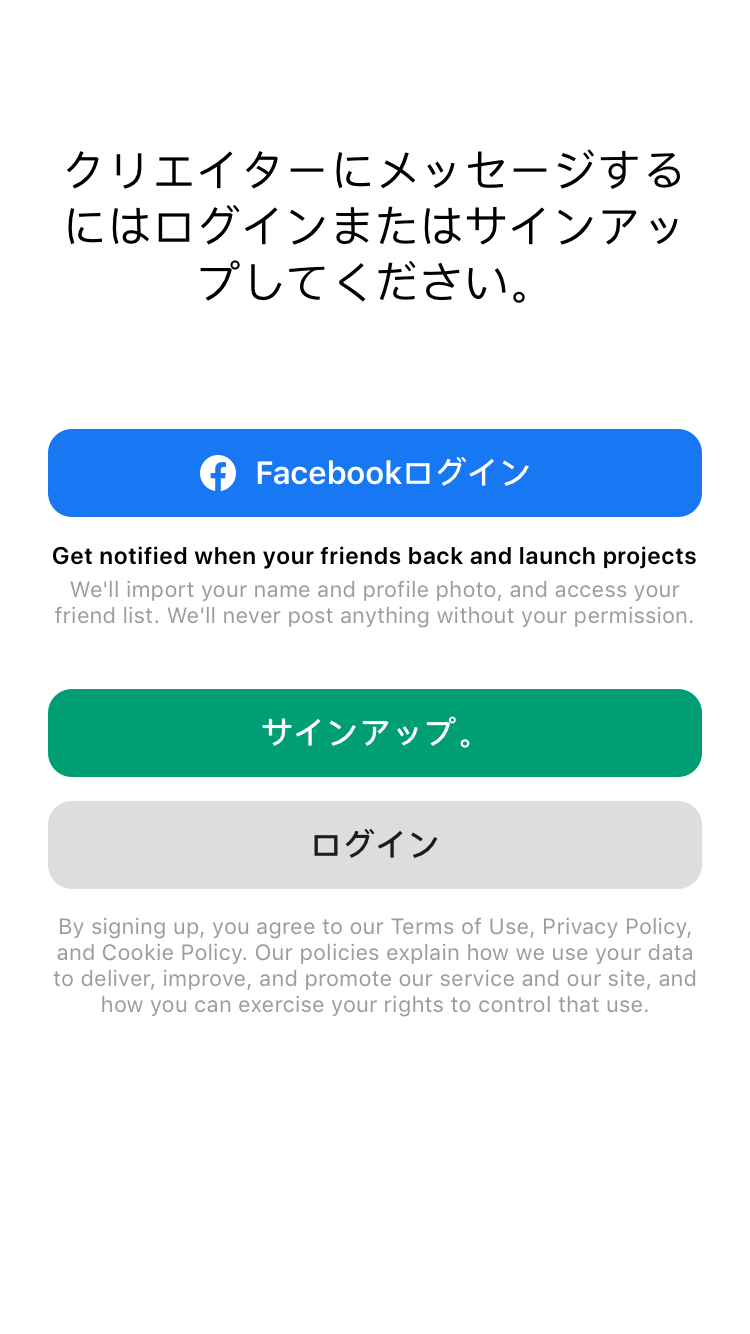 クリエイターにメッセージする
にはログインまたはサインアッ
プしてください。
Facebookログイン
Get notified when your friends back and launch projects
We'll import your name and profile photo, and access your
friend list. We'll never post anything without your permission.
サインアップ。
ログイン
By signing up, you agree to our Terms of Use, Privacy Policy,
and Cookie Policy. Our policies explain how we use your data
to deliver, improve, and promote our service and our site, and
how you can exercise your rights to control that use.